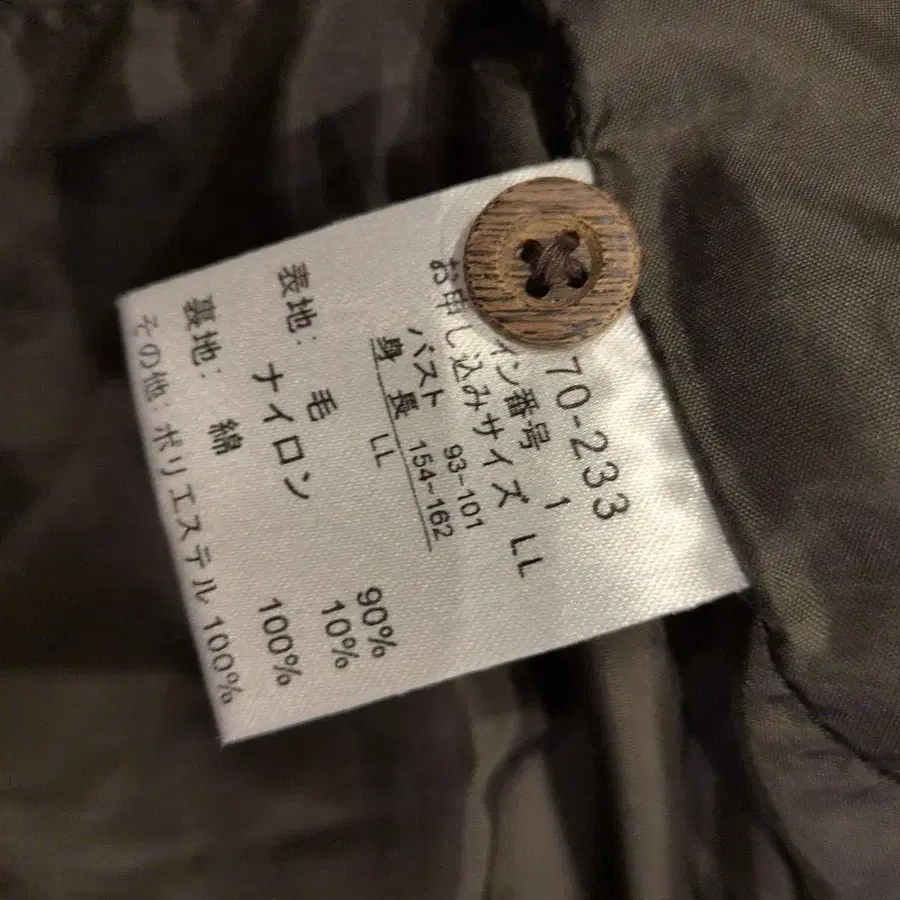 70-233
イン番号 1
お申し込みサイズ LL
バスト 93-101
身長 154-162
LL
表地: 毛 90%
ナイロン 10%
裏地: 綿 100%
その他: ポリエステル 100%